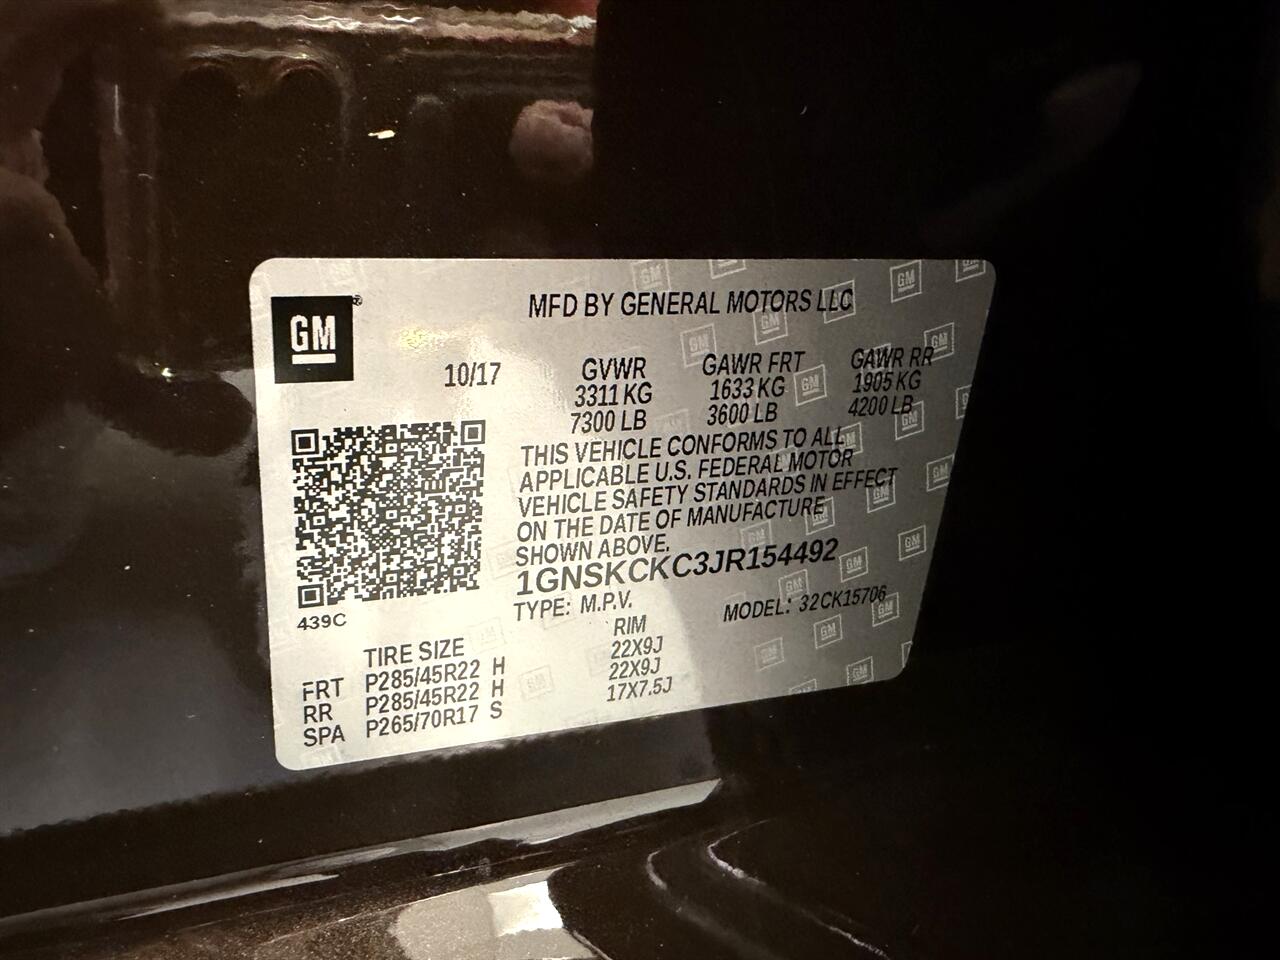 GM
MFD BY GENERAL MOTORS LLC
10/17 GVWR GAWR FRT GAWR RR
3311 KG 1633 KG 1905 KG
7300 LB 3600 LB 4200 LB
THIS VEHICLE CONFORMS TO ALL
APPLICABLE U.S. FEDERAL MOTOR
VEHICLE SAFETY STANDARDS IN EFFECT
ON THE DATE OF MANUFACTURE
SHOWN ABOVE.
1GNSKCKC3JR154492
439C
TYPE: M.P.V. MODEL: 32CK15706
TIRE SIZE RIM
FRT P285/45R22 H 22X9J
RR P285/45R22 H 22X9J
SPA P265/70R17 S 17X7.5J